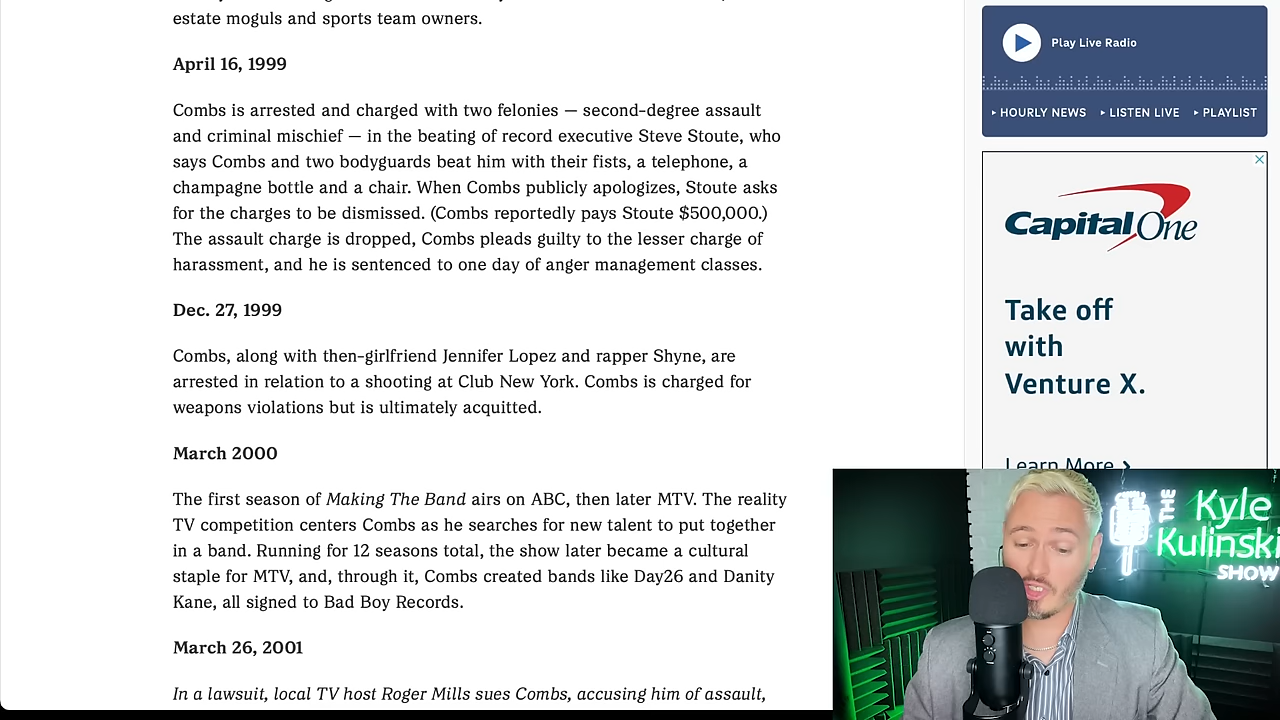 estate moguls and sports team owners.
April 16, 1999
Combs is arrested and charged with two felonies — second-degree assault
and criminal mischief — in the beating of record executive Steve Stoute, who
says Combs and two bodyguards beat him with their fists, a telephone, a
champagne bottle and a chair. When Combs publicly apologizes, Stoute asks
for the charges to be dismissed. (Combs reportedly pays Stoute $500,000.)
The assault charge is dropped, Combs pleads guilty to the lesser charge of
harassment, and he is sentenced to one day of anger management classes.
Dec. 27, 1999
Combs, along with then-girlfriend Jennifer Lopez and rapper Shyne, are
arrested in relation to a shooting at Club New York. Combs is charged for
weapons violations but is ultimately acquitted.
March 2000
The first season of Making The Band airs on ABC, then later MTV. The reality
TV competition centers Combs as he searches for new talent to put together
in a band. Running for 12 seasons total, the show later became a cultural
staple for MTV, and, through it, Combs created bands like Day26 and Danity
Kane, all signed to Bad Boy Records.
March 26, 2001
In a lawsuit, local TV host Roger Mills sues Combs, accusing him of assault,
Play Live Radio
HOURLY NEWS LISTEN LIVE PLAYLIST
Capital One
Take off
with
Venture X.
Learn More
THE
Kyle
Kulinski
SHOW